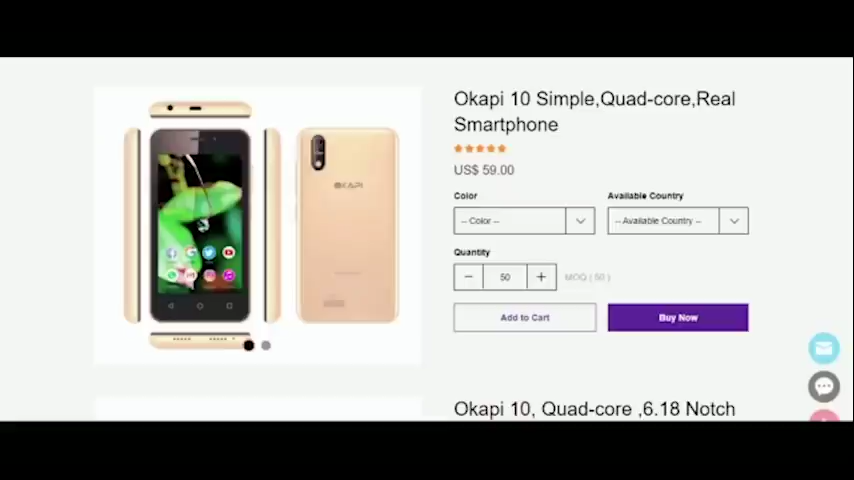 Okapi 10 Simple,Quad-core,Real
Smartphone
US$ 59.00
Color
Available Country
-- Color --
-- Available Country --
Quantity
− 50 +
MOQ ( 50 )
Add to Cart
Buy Now
OKAPI
Okapi 10, Quad-core ,6.18 Notch